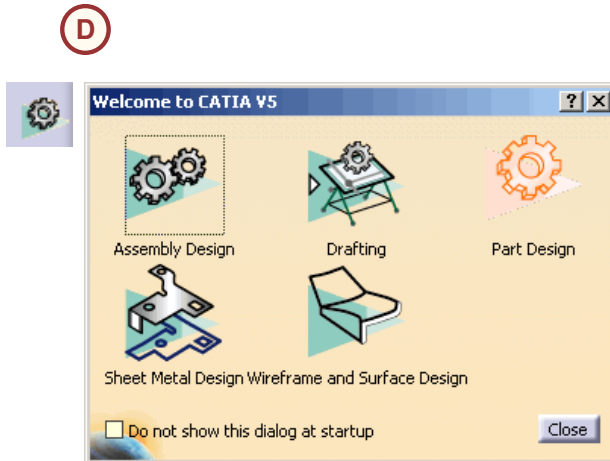 D
Welcome to CATIA V5
Assembly Design Drafting Part Design
Sheet Metal Design Wireframe and Surface Design
Do not show this dialog at startup Close